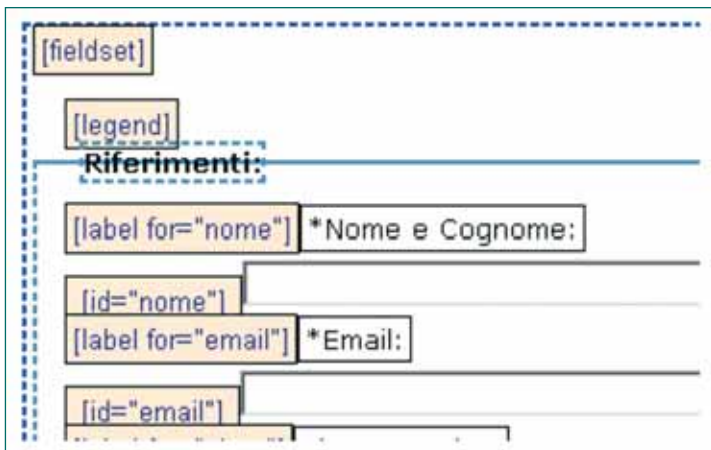 [fieldset]
[legend]
Riferimenti:
[label for="nome"] *Nome e Cognome:
[id="nome"]
[label for="email"] *Email:
[id="email"]